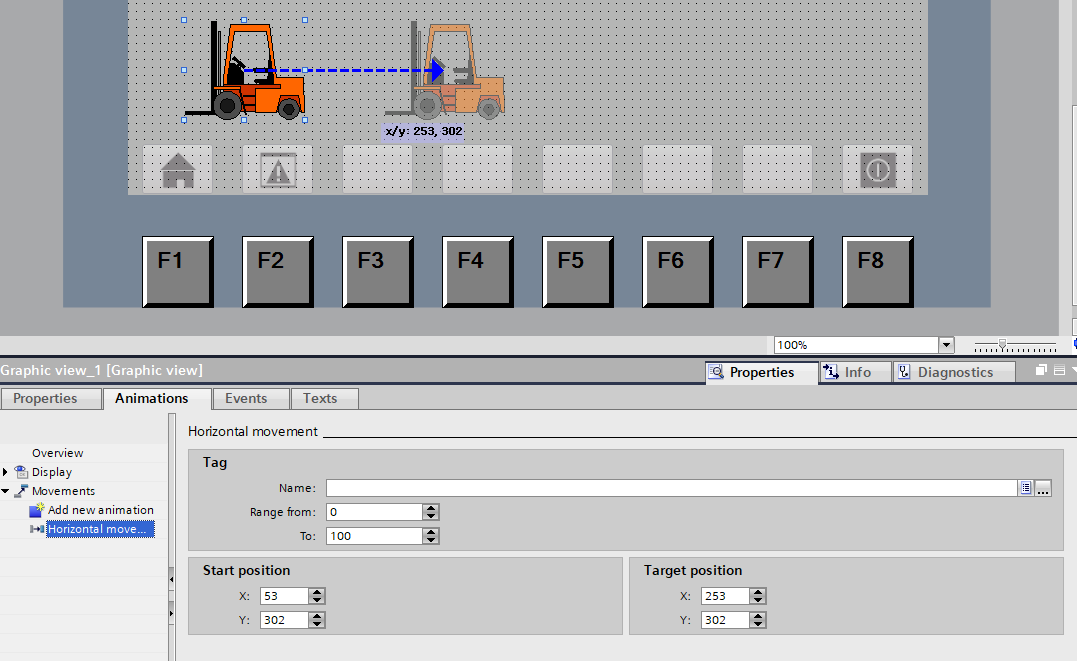 x/y: 253, 302
F1 F2 F3 F4 F5 F6 F7 F8
100%
Graphic view_1 [Graphic view]
Properties Info Diagnostics
Properties Animations Events Texts
Horizontal movement
Overview
Display
Movements
Add new animation
Horizontal move...
Tag
Name:
...
Range from: 0
To: 100
Start position
X: 53
Y: 302
Target position
X: 253
Y: 302